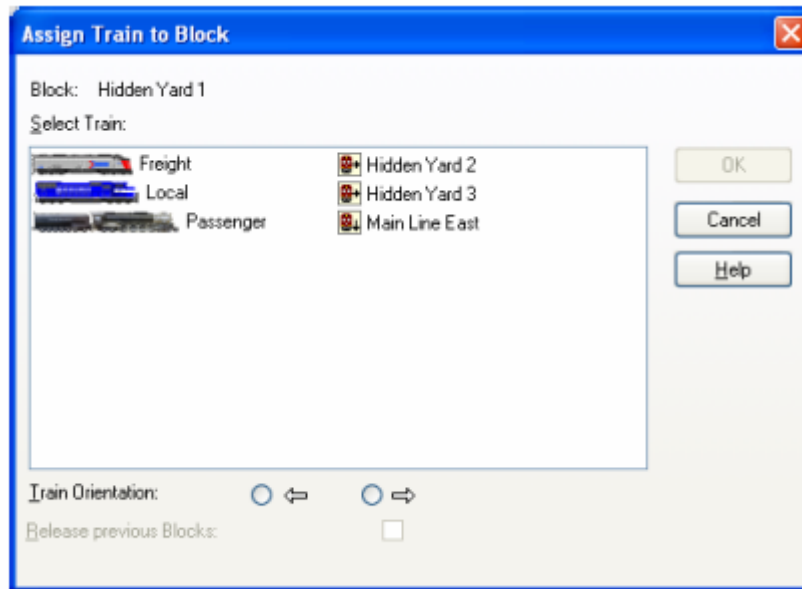 Assign Train to Block
Block: Hidden Yard 1
Select Train:
Freight Hidden Yard 2
Local Hidden Yard 3
Passenger Main Line East
OK
Cancel
Help
Train Orientation:
Release previous Blocks: